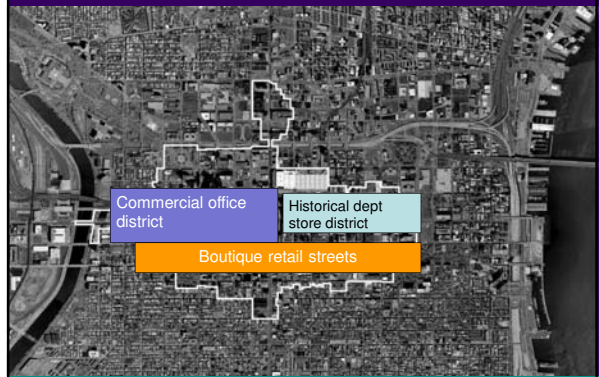 Commercial office
district
Historical dept
store district
Boutique retail streets